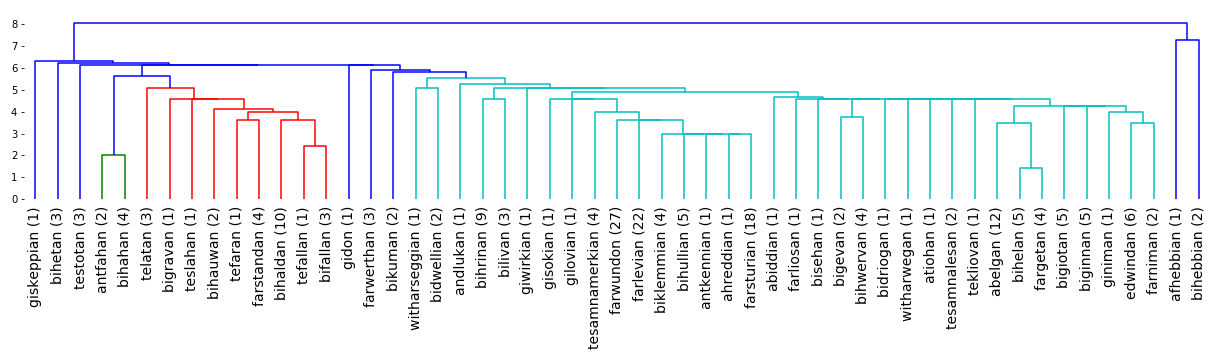 8
7
6
5
4
3
2
1
0
giskeppian (1)
bihetan (3)
testotan (3)
antfahan (2)
bihahan (4)
telatan (3)
bigravan (1)
teslahan (1)
bihauwan (2)
tefaran (1)
farstandan (4)
bihaldan (10)
tefallan (1)
bifallan (3)
gidon (1)
farwerthan (3)
bikuman (2)
witharseggian (1)
bidwellian (2)
andlukan (1)
bihrinan (9)
bilivan (3)
giwirkian (1)
gisokian (1)
gilovian (1)
tesamnamerkian (4)
farwundon (27)
farlevian (22)
biklemmian (4)
bihullian (5)
antkennian (1)
ahreddian (1)
farsturian (18)
abiddian (1)
farliosan (1)
bisehan (1)
bigevan (2)
bihwervan (4)
bidriogan (1)
witharwegan (1)
atiohan (1)
tesamnalesan (2)
tekliovan (1)
abelgan (12)
bihelan (5)
fargetan (4)
bigiotan (5)
biginnan (5)
giniman (1)
edwindan (6)
farniman (2)
afhebbian (1)
bihebbian (2)